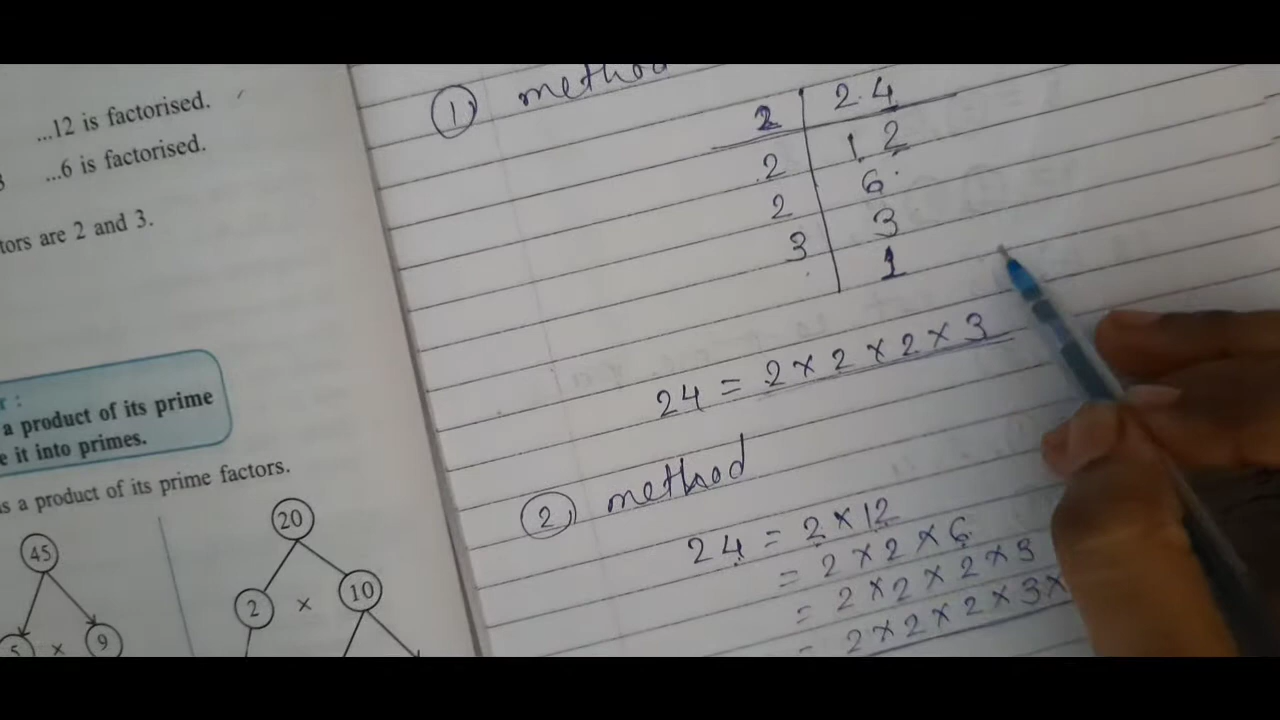 ...12 is factorised.
3 ...6 is factorised.
tors are 2 and 3.
r :
a product of its prime
e it into primes.
s a product of its prime factors.
45
5 × 9
20
2 × 10
① method
2 | 24
2 | 12
2 | 6
3 | 3
1
24 = 2 × 2 × 2 × 3
② method
24 = 2 × 12
= 2 × 2 × 6
= 2 × 2 × 2 × 3
= 2 × 2 × 2 × 3 ×